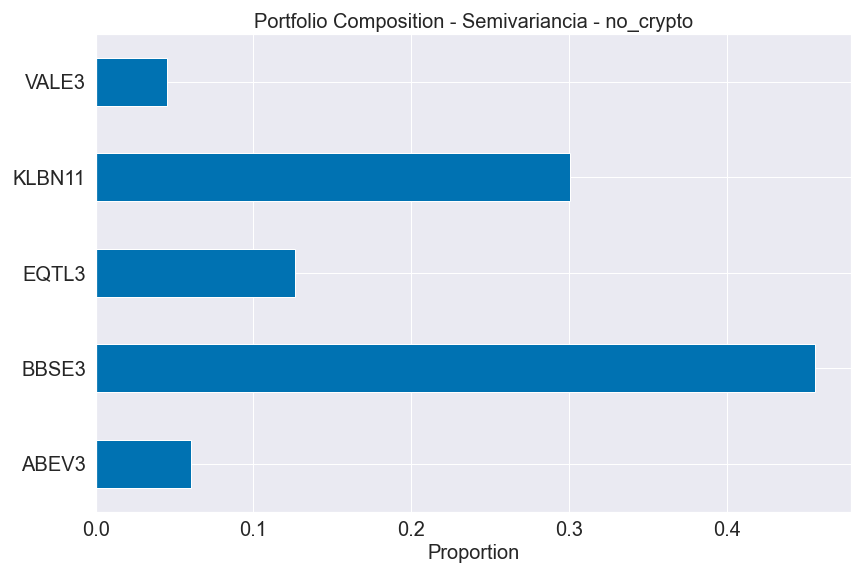 Portfolio Composition - Semivariancia - no_crypto
VALE3
KLBN11
EQTL3
BBSE3
ABEV3
0.0 0.1 0.2 0.3 0.4
Proportion